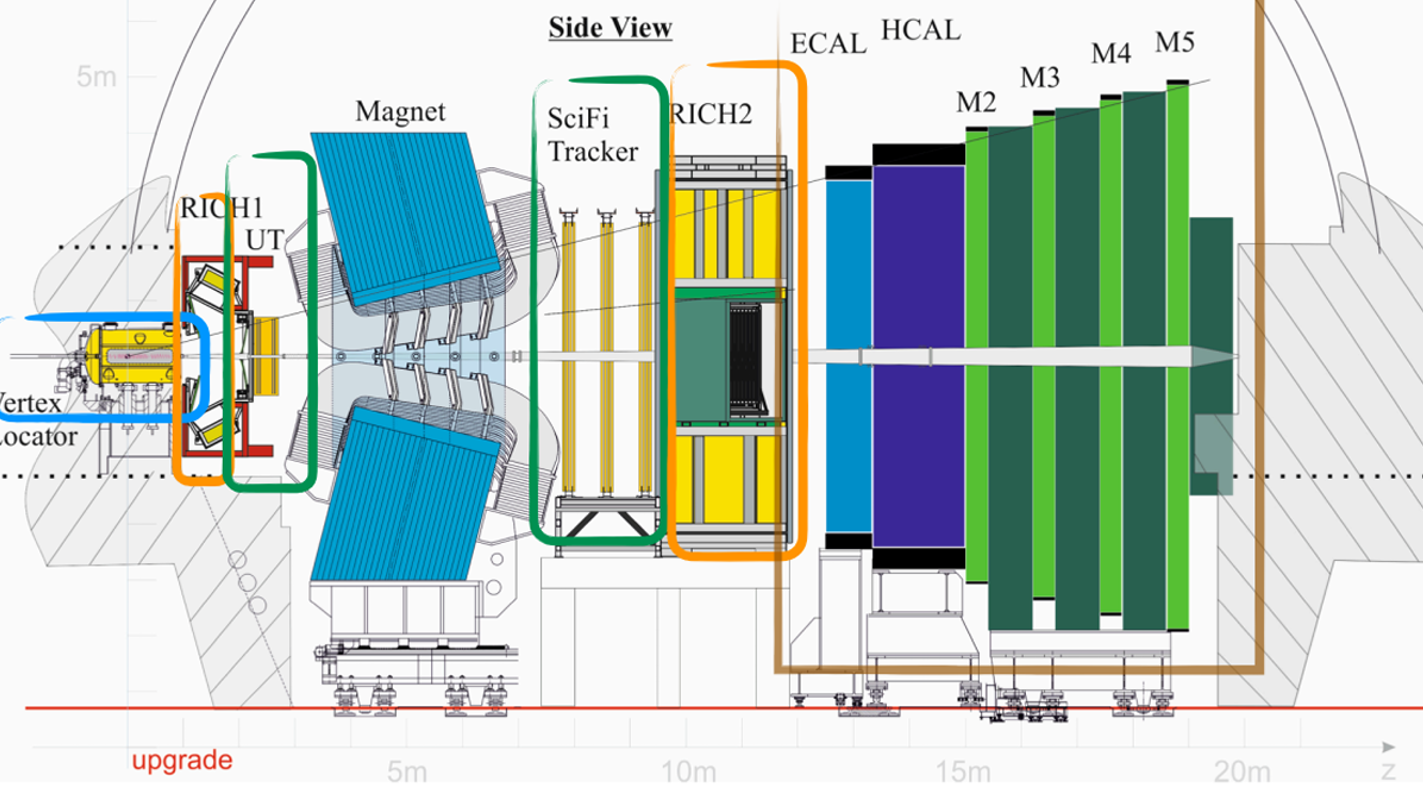 Side View
ECAL
HCAL
M5
M4
5m
M3
M2
Magnet
SciFi
Tracker
RICH2
RICH1
UT
Vertex
Locator
upgrade
5m
10m
15m
20m
z